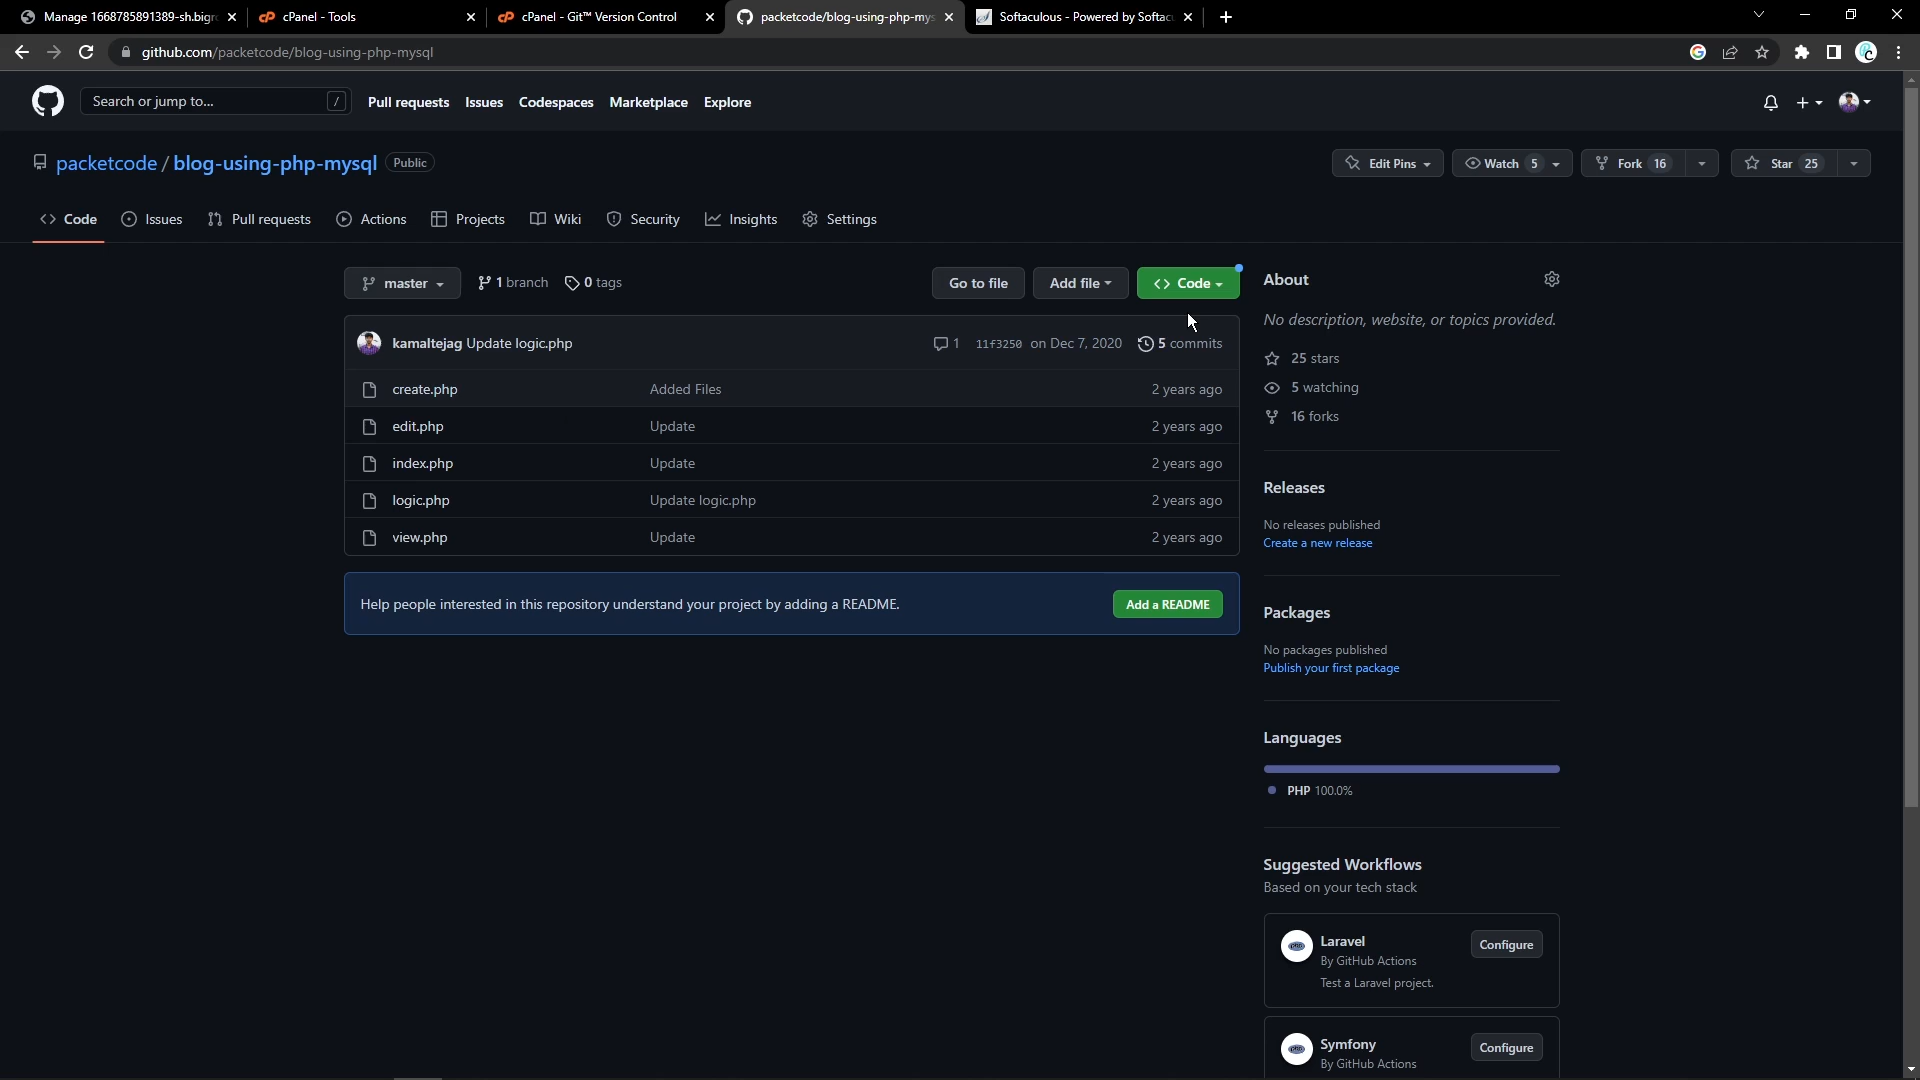 Manage 1668785891389-sh.bigr
cPanel - Tools
cPanel - Git™ Version Control
packetcode/blog-using-php-mys
Softaculous - Powered by Softac
github.com/packetcode/blog-using-php-mysql
Search or jump to... /
Pull requests Issues Codespaces Marketplace Explore
packetcode / blog-using-php-mysql Public
Edit Pins Watch 5 Fork 16 Star 25
Code Issues Pull requests Actions Projects Wiki Security Insights Settings
master 1 branch 0 tags Go to file Add file Code
kamaltejag Update logic.php 1 11f3250 on Dec 7, 2020 5 commits
create.php Added Files 2 years ago
edit.php Update 2 years ago
index.php Update 2 years ago
logic.php Update logic.php 2 years ago
view.php Update 2 years ago
Help people interested in this repository understand your project by adding a README. Add a README
About
No description, website, or topics provided.
25 stars
5 watching
16 forks
Releases
No releases published
Create a new release
Packages
No packages published
Publish your first package
Languages
PHP 100.0%
Suggested Workflows
Based on your tech stack
Laravel Configure
By GitHub Actions
Test a Laravel project.
Symfony Configure
By GitHub Actions